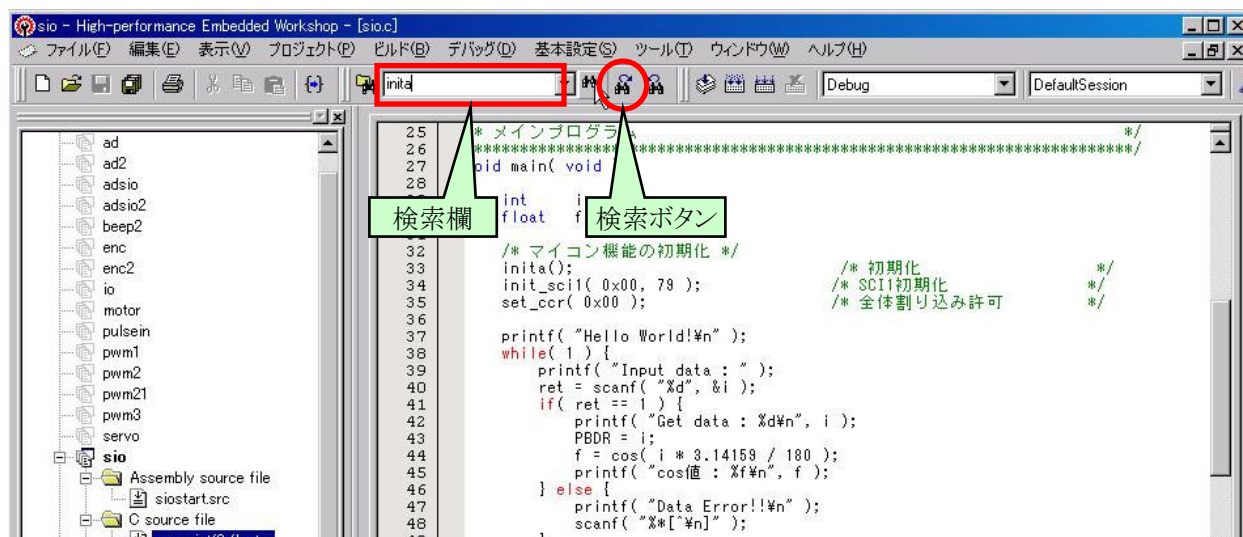 sio - High-performance Embedded Workshop - [sio.c]
ファイル(F) 編集(E) 表示(V) プロジェクト(P) ビルド(B) デバッグ(D) 基本設定(S) ツール(T) ウィンドウ(W) ヘルプ(H)
inita Debug DefaultSession
ad
ad2
adsio
adsio2
beep2
enc
enc2
io
motor
pulsein
pwm1
pwm2
pwm21
pwm3
servo
sio
Assembly source file
siostart.src
C source file
25 * メインプログラム */
26 ************************************************************************/
27 void main( void
28
int i
検索欄
float f
検索ボタン
32 /* マイコン機能の初期化 */
33 inita(); /* 初期化 */
34 init_sci1( 0x00, 79 ); /* SCI1初期化 */
35 set_ccr( 0x00 ); /* 全体割り込み許可 */
36
37 printf( "Hello World!¥n" );
38 while( 1 ) {
39 printf( "Input data : " );
40 ret = scanf( "%d", &i );
41 if( ret == 1 ) {
42 printf( "Get data : %d¥n", i );
43 PBDR = i;
44 f = cos( i * 3.14159 / 180 );
45 printf( "cos値 : %f¥n", f );
46 } else {
47 printf( "Data Error!!¥n" );
48 scanf( "%*[^¥n]" );